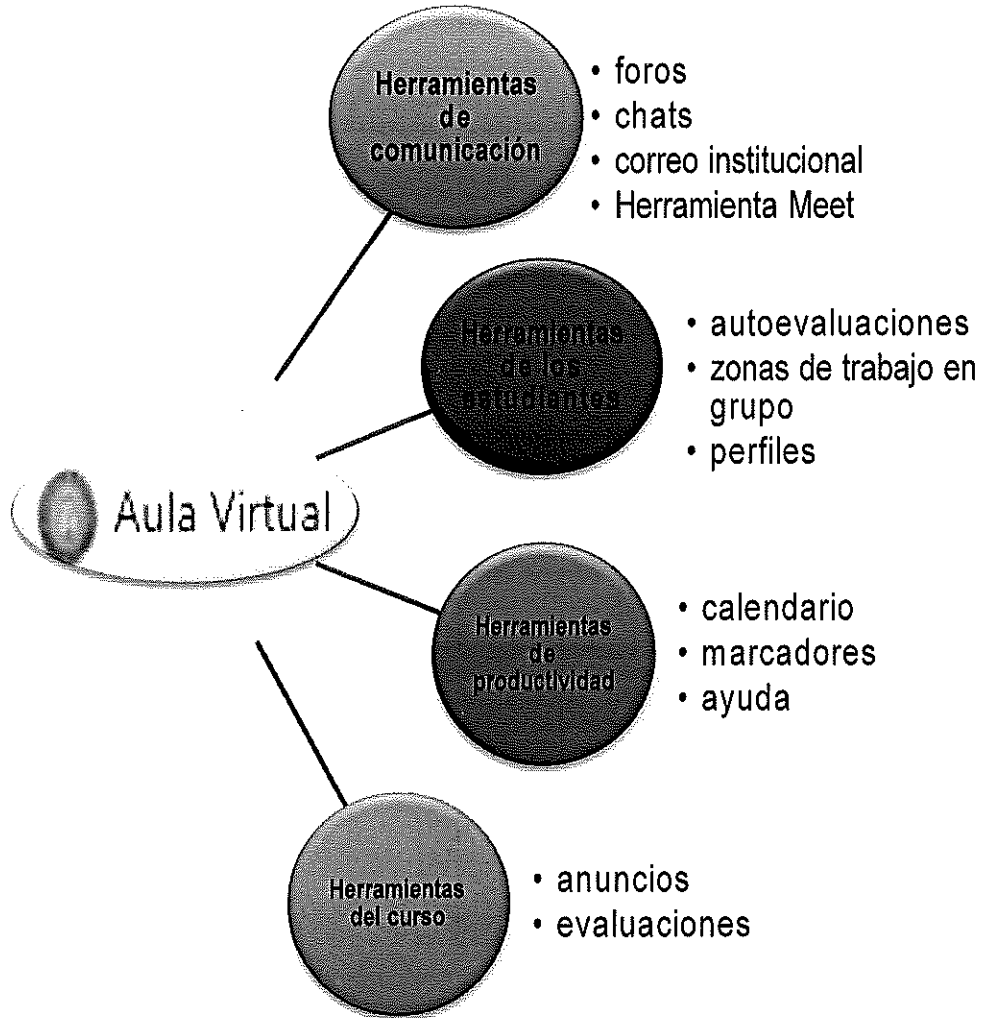 Herramientas
de
comunicación
• foros
• chats
• correo institucional
• Herramienta Meet
Herramientas
de los
estudiantes
• autoevaluaciones
• zonas de trabajo en
grupo
• perfiles
Aula Virtual
Herramientas
de
productividad
• calendario
• marcadores
• ayuda
Herramientas
del curso
• anuncios
• evaluaciones